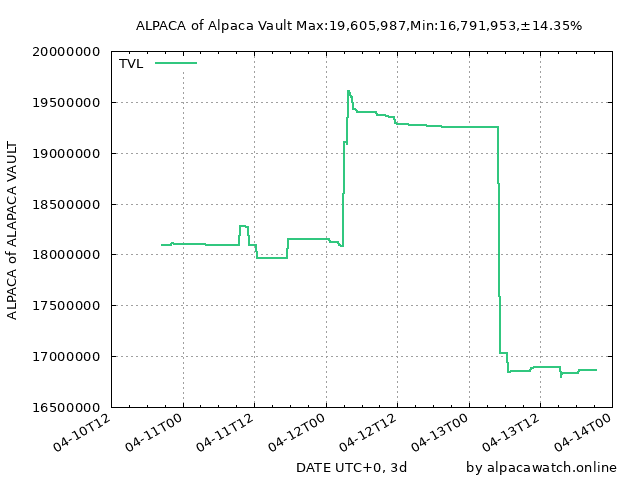 ALPACA of Alpaca Vault Max:19,605,987,Min:16,791,953,±14.35%
20000000
TVL
19500000
19000000
18500000
18000000
17500000
17000000
16500000
ALPACA of ALAPACA VAULT
04-10T12
04-11T00
04-11T12
04-12T00
04-12T12
04-13T00
04-13T12
04-14T00
DATE UTC+0, 3d
by alpacawatch.online